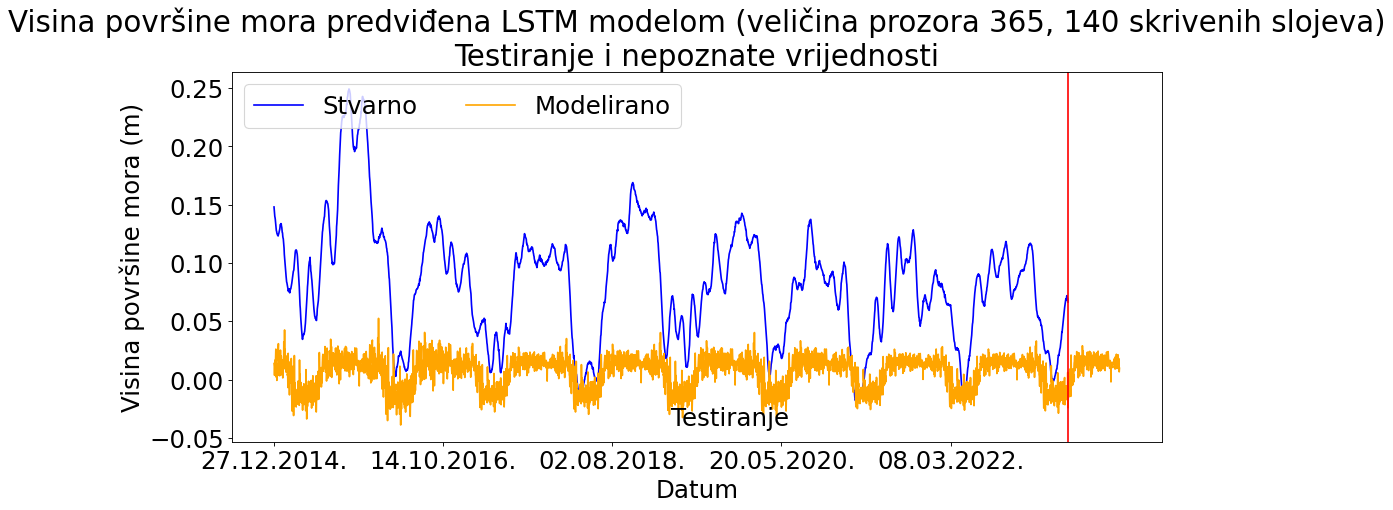 Visina površine mora predviđena LSTM modelom (veličina prozora 365, 140 skrivenih slojeva)
Testiranje i nepoznate vrijednosti
Stvarno
Modelirano
Visina površine mora (m)
0.25
0.20
0.15
0.10
0.05
0.00
−0.05
Testiranje
27.12.2014.
14.10.2016.
02.08.2018.
20.05.2020.
08.03.2022.
Datum